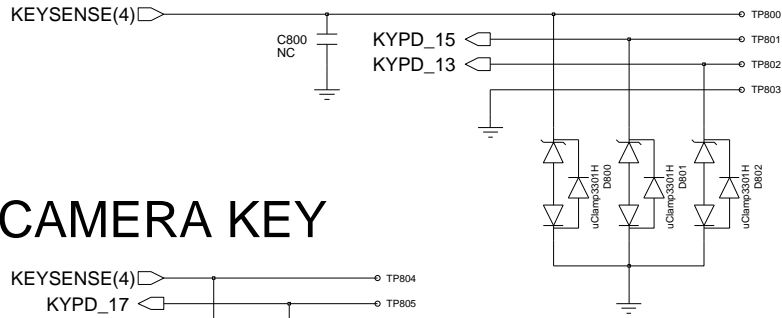 KEYSENSE(4)
TP800
C800
NC
KYPD_15
TP801
KYPD_13
TP802
TP803
uClamp3301H
D800
uClamp3301H
D801
uClamp3301H
D802
CAMERA KEY
KEYSENSE(4)
TP804
KYPD_17
TP805